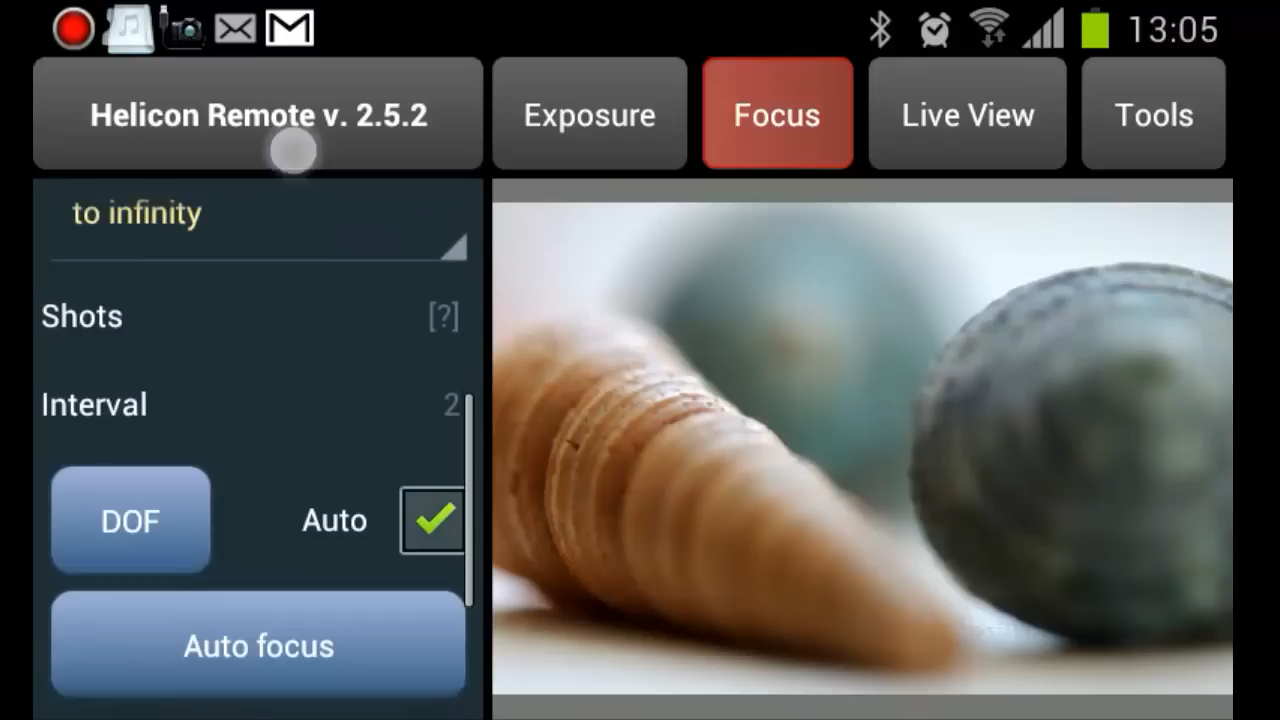 13:05
Helicon Remote v. 2.5.2
Exposure
Focus
Live View
Tools
to infinity
Shots [?]
Interval 2
DOF
Auto
Auto focus